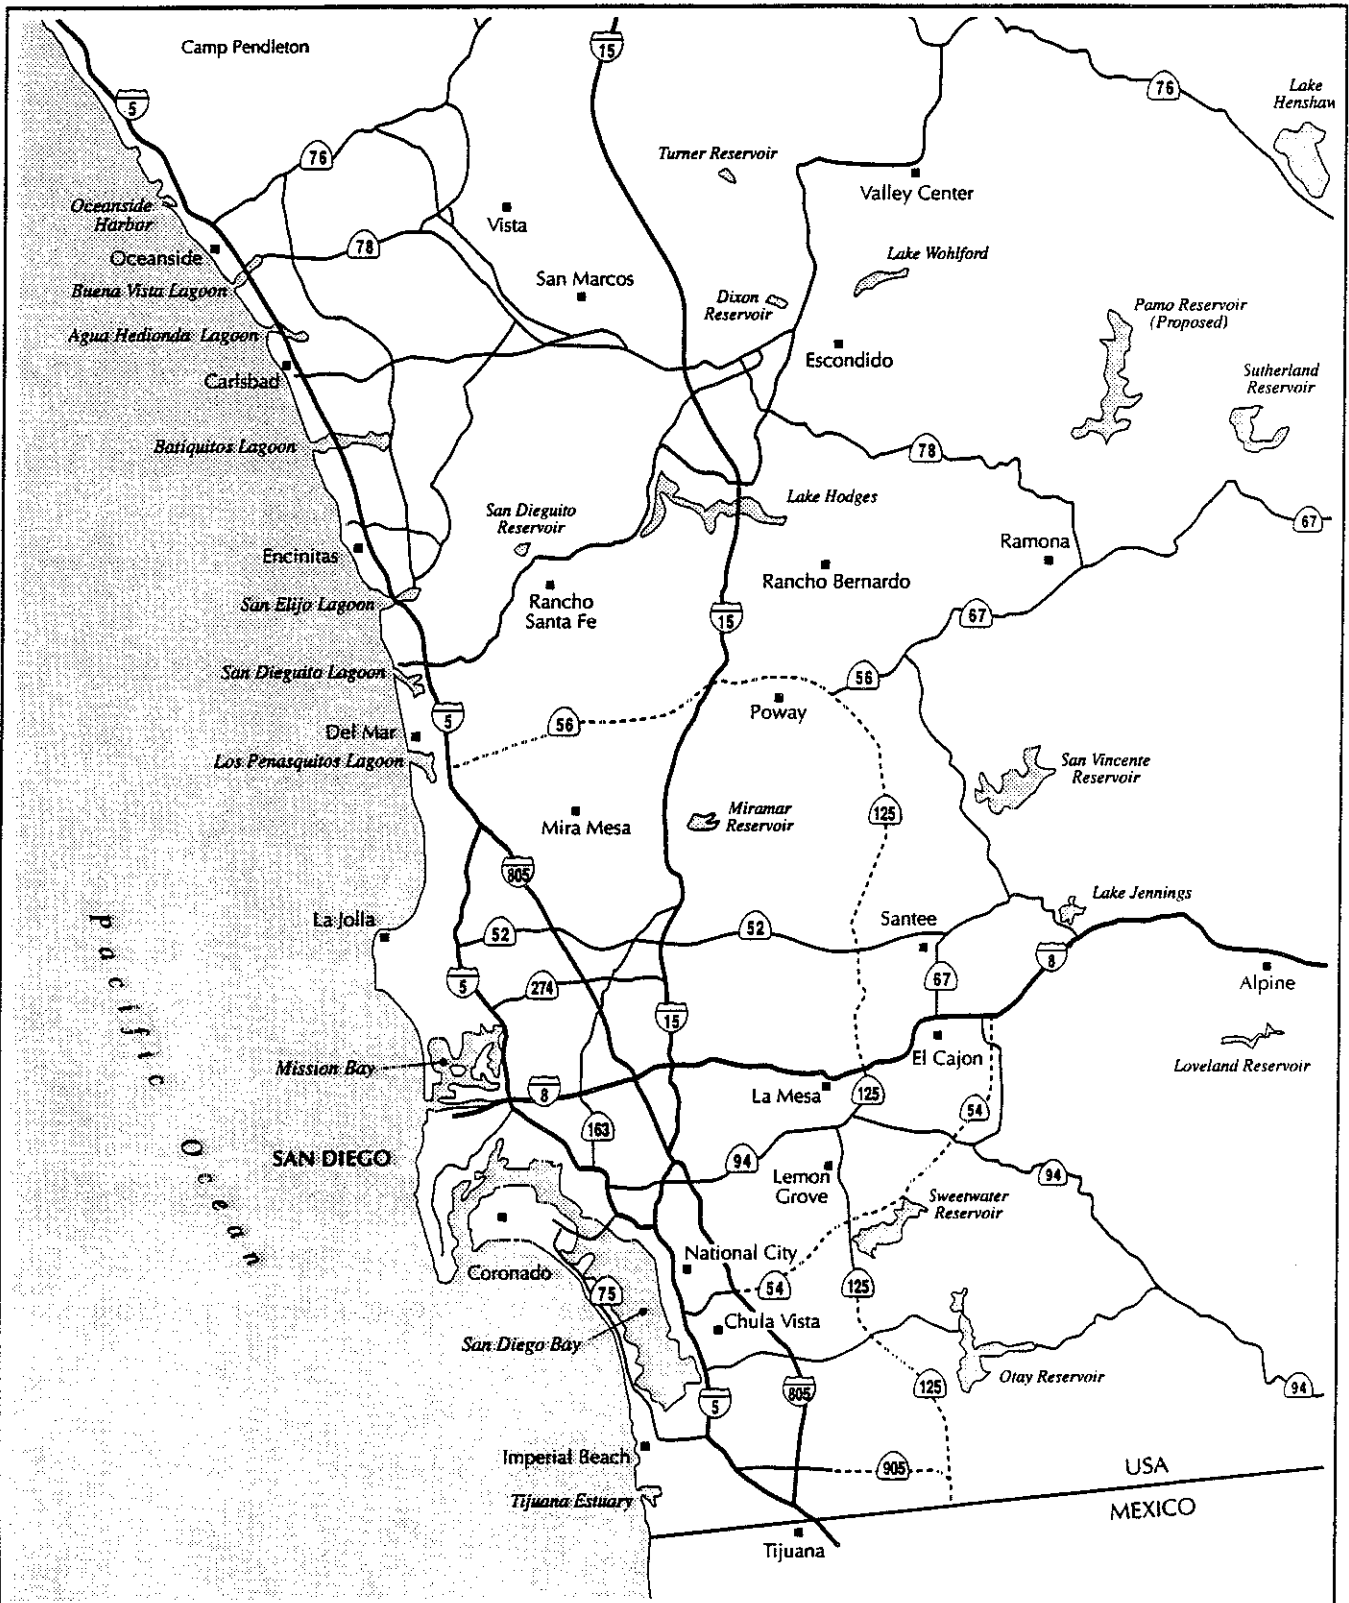 Camp Pendleton
15
5
76
Lake
Henshaw
76
Turner Reservoir
Valley Center
Oceanside
Harbor
Vista
78
Oceanside
Lake Wohlford
Buena Vista Lagoon
San Marcos
Dixon
Reservoir
Pamo Reservoir
(Proposed)
Agua Hedionda Lagoon
Escondido
Carlsbad
Sutherland
Reservoir
Batiquitos Lagoon
78
Lake Hodges
San Dieguito
Reservoir
67
Encinitas
Ramona
Rancho Bernardo
San Elijo Lagoon
Rancho
Santa Fe
15
67
San Dieguito Lagoon
56
5
56
Poway
Del Mar
Los Penasquitos Lagoon
San Vincente
Reservoir
Mira Mesa
Miramar
Reservoir
125
805
Lake Jennings
La Jolla
52
52
Santee
8
5
274
67
Alpine
15
Mission Bay
El Cajon
Loveland Reservoir
8
La Mesa
125
54
163
SAN DIEGO
94
Lemon
Grove
94
Sweetwater
Reservoir
Pacific
Ocean
National City
Coronado
75
54
125
Chula Vista
San Diego Bay
Otay Reservoir
805
125
94
5
Imperial Beach
905
USA
Tijuana Estuary
MEXICO
Tijuana